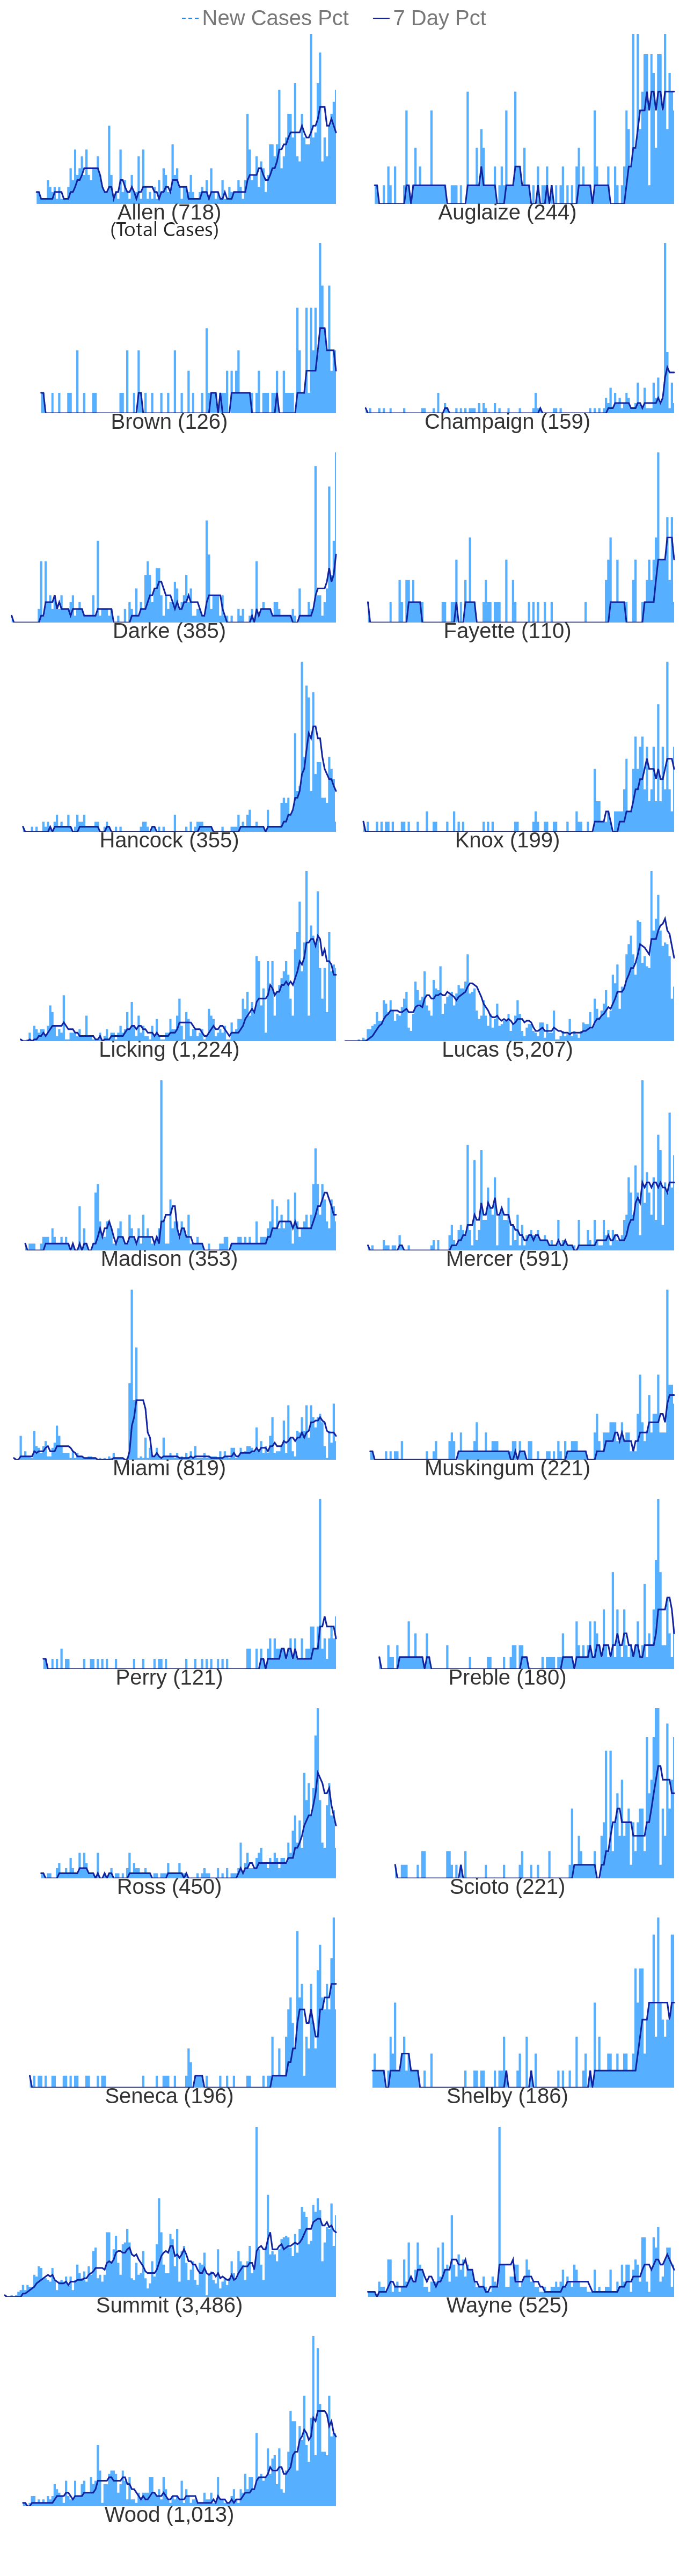 New Cases Pct 7 Day Pct
Allen (718) Auglaize (244)
(Total Cases)
Brown (126) Champaign (159)
Darke (385) Fayette (110)
Hancock (355) Knox (199)
Licking (1,224) Lucas (5,207)
Madison (353) Mercer (591)
Miami (819) Muskingum (221)
Perry (121) Preble (180)
Ross (450) Scioto (221)
Seneca (196) Shelby (186)
Summit (3,486) Wayne (525)
Wood (1,013)